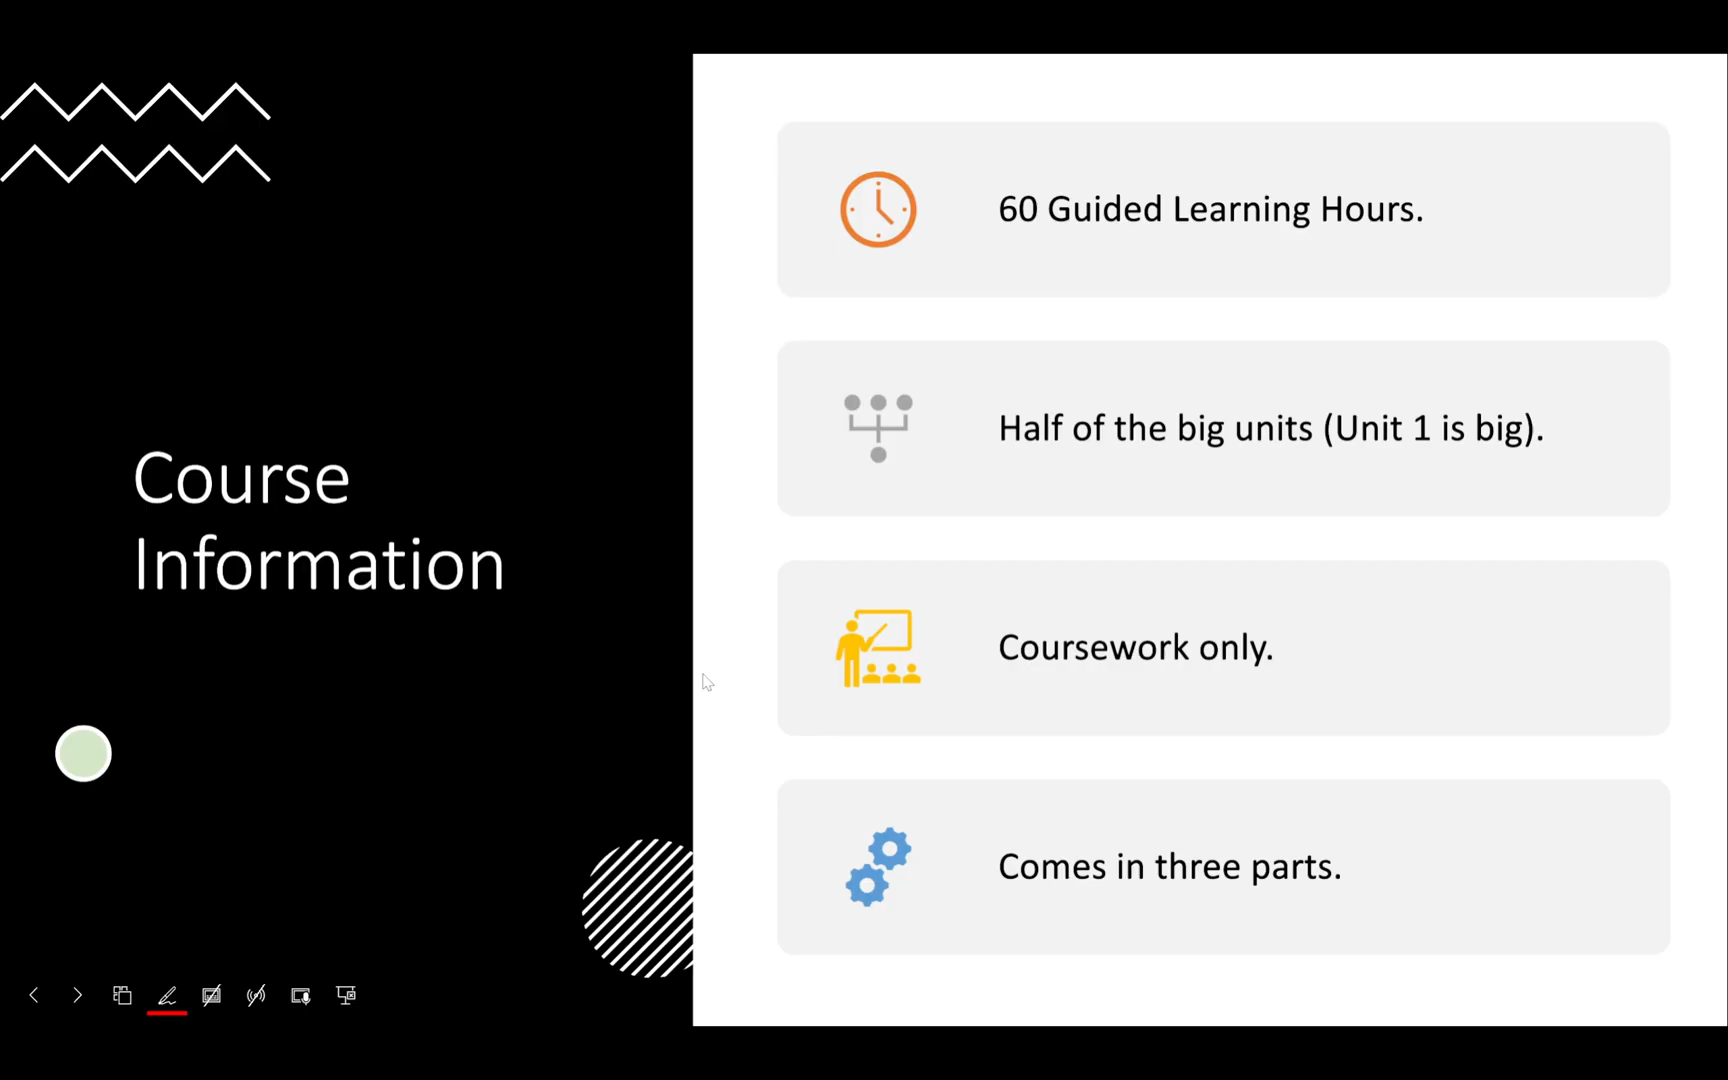 Course
Information
60 Guided Learning Hours.
Half of the big units (Unit 1 is big).
Coursework only.
Comes in three parts.